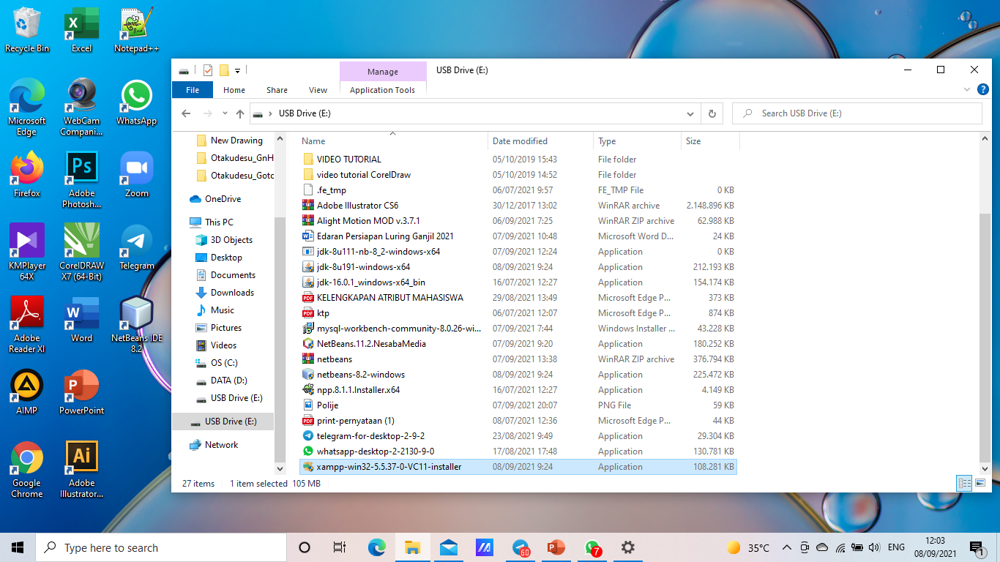 Recycle Bin
Excel
Notepad++
Microsoft Edge
WebCam Compani...
WhatsApp
Firefox
Adobe Photosh...
Zoom
KMPlayer 64X
CorelDRAW X7 (64-Bit)
Telegram
Adobe Reader XI
Word
NetBeans IDE 8.2
AIMP
PowerPoint
Google Chrome
Adobe Illustrator...
Manage
USB Drive (E:)
File
Home
Share
View
Application Tools
USB Drive (E:)
Search USB Drive (E:)
New Drawing
Otakudesu_GnH
Otakudesu_Goto
OneDrive
This PC
3D Objects
Desktop
Documents
Downloads
Music
Pictures
Videos
OS (C:)
DATA (D:)
USB Drive (E:)
USB Drive (E:)
Network
Name Date modified Type Size
VIDEO TUTORIAL 05/10/2019 15:43 File folder
video tutorial CorelDraw 05/10/2019 14:52 File folder
.fe_tmp 06/07/2021 9:57 FE_TMP File 0 KB
Adobe Illustrator CS6 30/12/2017 13:02 WinRAR archive 2.148.896 KB
Alight Motion MOD v.3.7.1 06/09/2021 7:25 WinRAR ZIP archive 62.988 KB
Edaran Persiapan Luring Ganjil 2021 07/09/2021 10:48 Microsoft Word D... 24 KB
jdk-8u111-nb-8_2-windows-x64 07/09/2021 12:24 Application 0 KB
jdk-8u191-windows-x64 08/09/2021 9:24 Application 212.193 KB
jdk-16.0.1_windows-x64_bin 16/07/2021 12:27 Application 154.174 KB
KELENGKAPAN ATRIBUT MAHASISWA 29/08/2021 13:49 Microsoft Edge P... 373 KB
ktp 06/07/2021 12:07 Microsoft Edge P... 874 KB
mysql-workbench-community-8.0.26-wi... 07/09/2021 7:44 Windows Installer ... 43.228 KB
NetBeans.11.2.NesabaMedia 07/09/2021 9:20 Application 180.252 KB
netbeans 07/09/2021 13:38 WinRAR ZIP archive 376.794 KB
netbeans-8.2-windows 08/09/2021 9:24 Application 225.472 KB
npp.8.1.1.Installer.x64 16/07/2021 12:27 Application 4.149 KB
Polije 07/09/2021 20:07 PNG File 59 KB
print-pernyataan (1) 08/07/2021 12:36 Microsoft Edge P... 44 KB
telegram-for-desktop-2-9-2 23/08/2021 9:49 Application 29.304 KB
whatsapp-desktop-2-2130-9-0 17/08/2021 17:48 Application 130.781 KB
xampp-win32-5.5.37-0-VC11-installer 08/09/2021 9:24 Application 108.281 KB
27 items 1 item selected 105 MB
Type here to search
60
7
35°C
ENG
12:03
08/09/2021
1